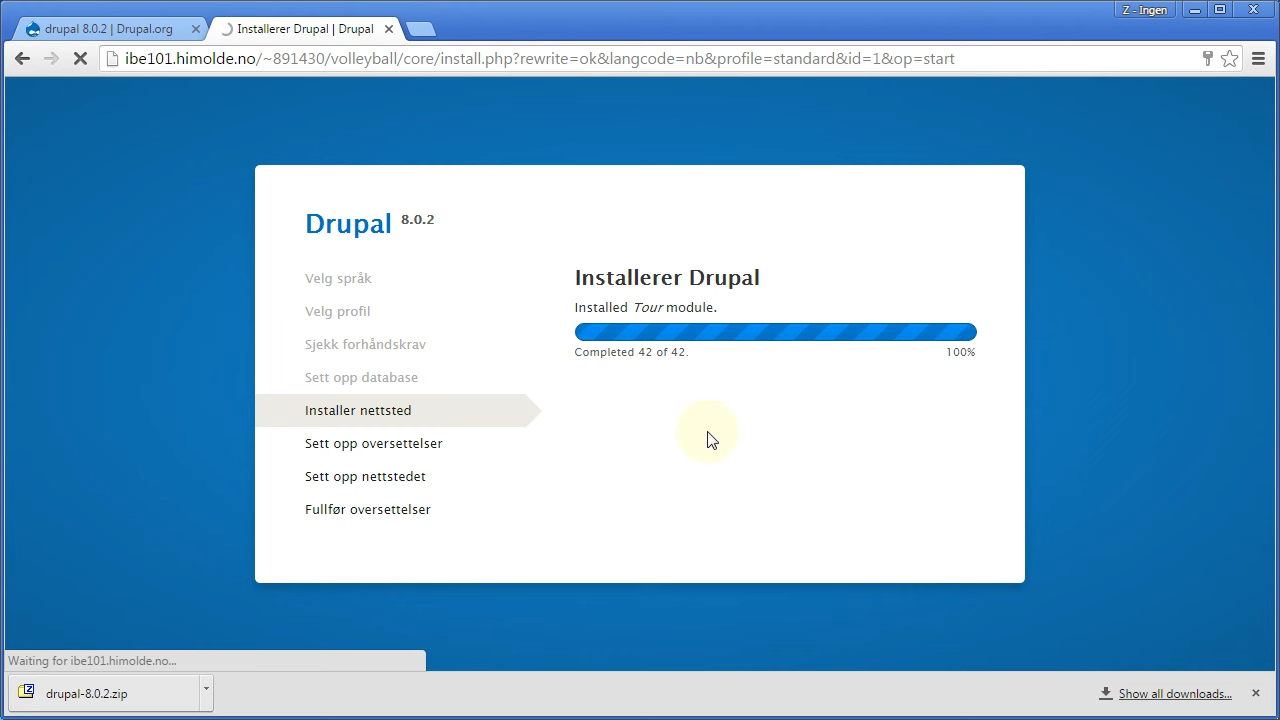 Z - Ingen
drupal 8.0.2 | Drupal.org
Installerer Drupal | Drupal
ibe101.himolde.no/~891430/volleyball/core/install.php?rewrite=ok&langcode=nb&profile=standard&id=1&op=start
Drupal 8.0.2
Velg språk
Velg profil
Sjekk forhåndskrav
Sett opp database
Installer nettsted
Sett opp oversettelser
Sett opp nettstedet
Fullfør oversettelser
Installerer Drupal
Installed Tour module.
Completed 42 of 42. 100%
Waiting for ibe101.himolde.no...
drupal-8.0.2.zip
Show all downloads...